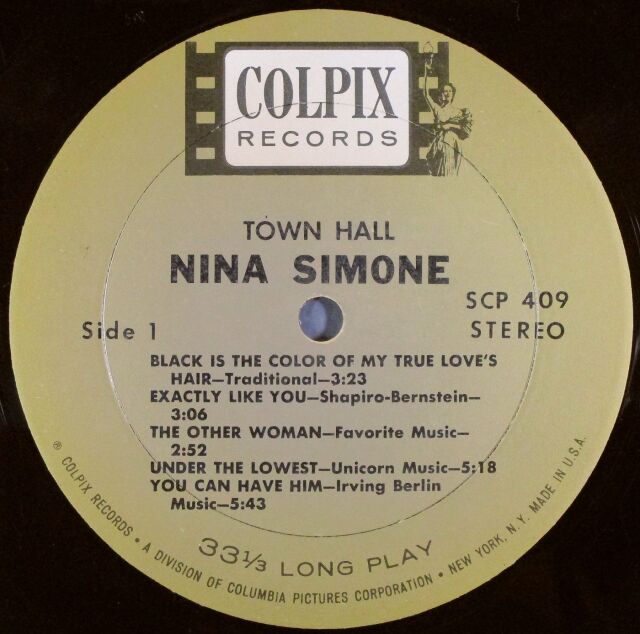 COLPIX
RECORDS
TOWN HALL
NINA SIMONE
SCP 409
Side 1
STEREO
BLACK IS THE COLOR OF MY TRUE LOVE'S
HAIR—Traditional—3:23
EXACTLY LIKE YOU—Shapiro-Bernstein—
3:06
THE OTHER WOMAN—Favorite Music—
2:52
UNDER THE LOWEST—Unicorn Music—5:18
YOU CAN HAVE HIM—Irving Berlin
Music—5:43
33⅓ LONG PLAY
® COLPIX RECORDS • A DIVISION OF COLUMBIA PICTURES CORPORATION • NEW YORK, N.Y. MADE IN U.S.A.